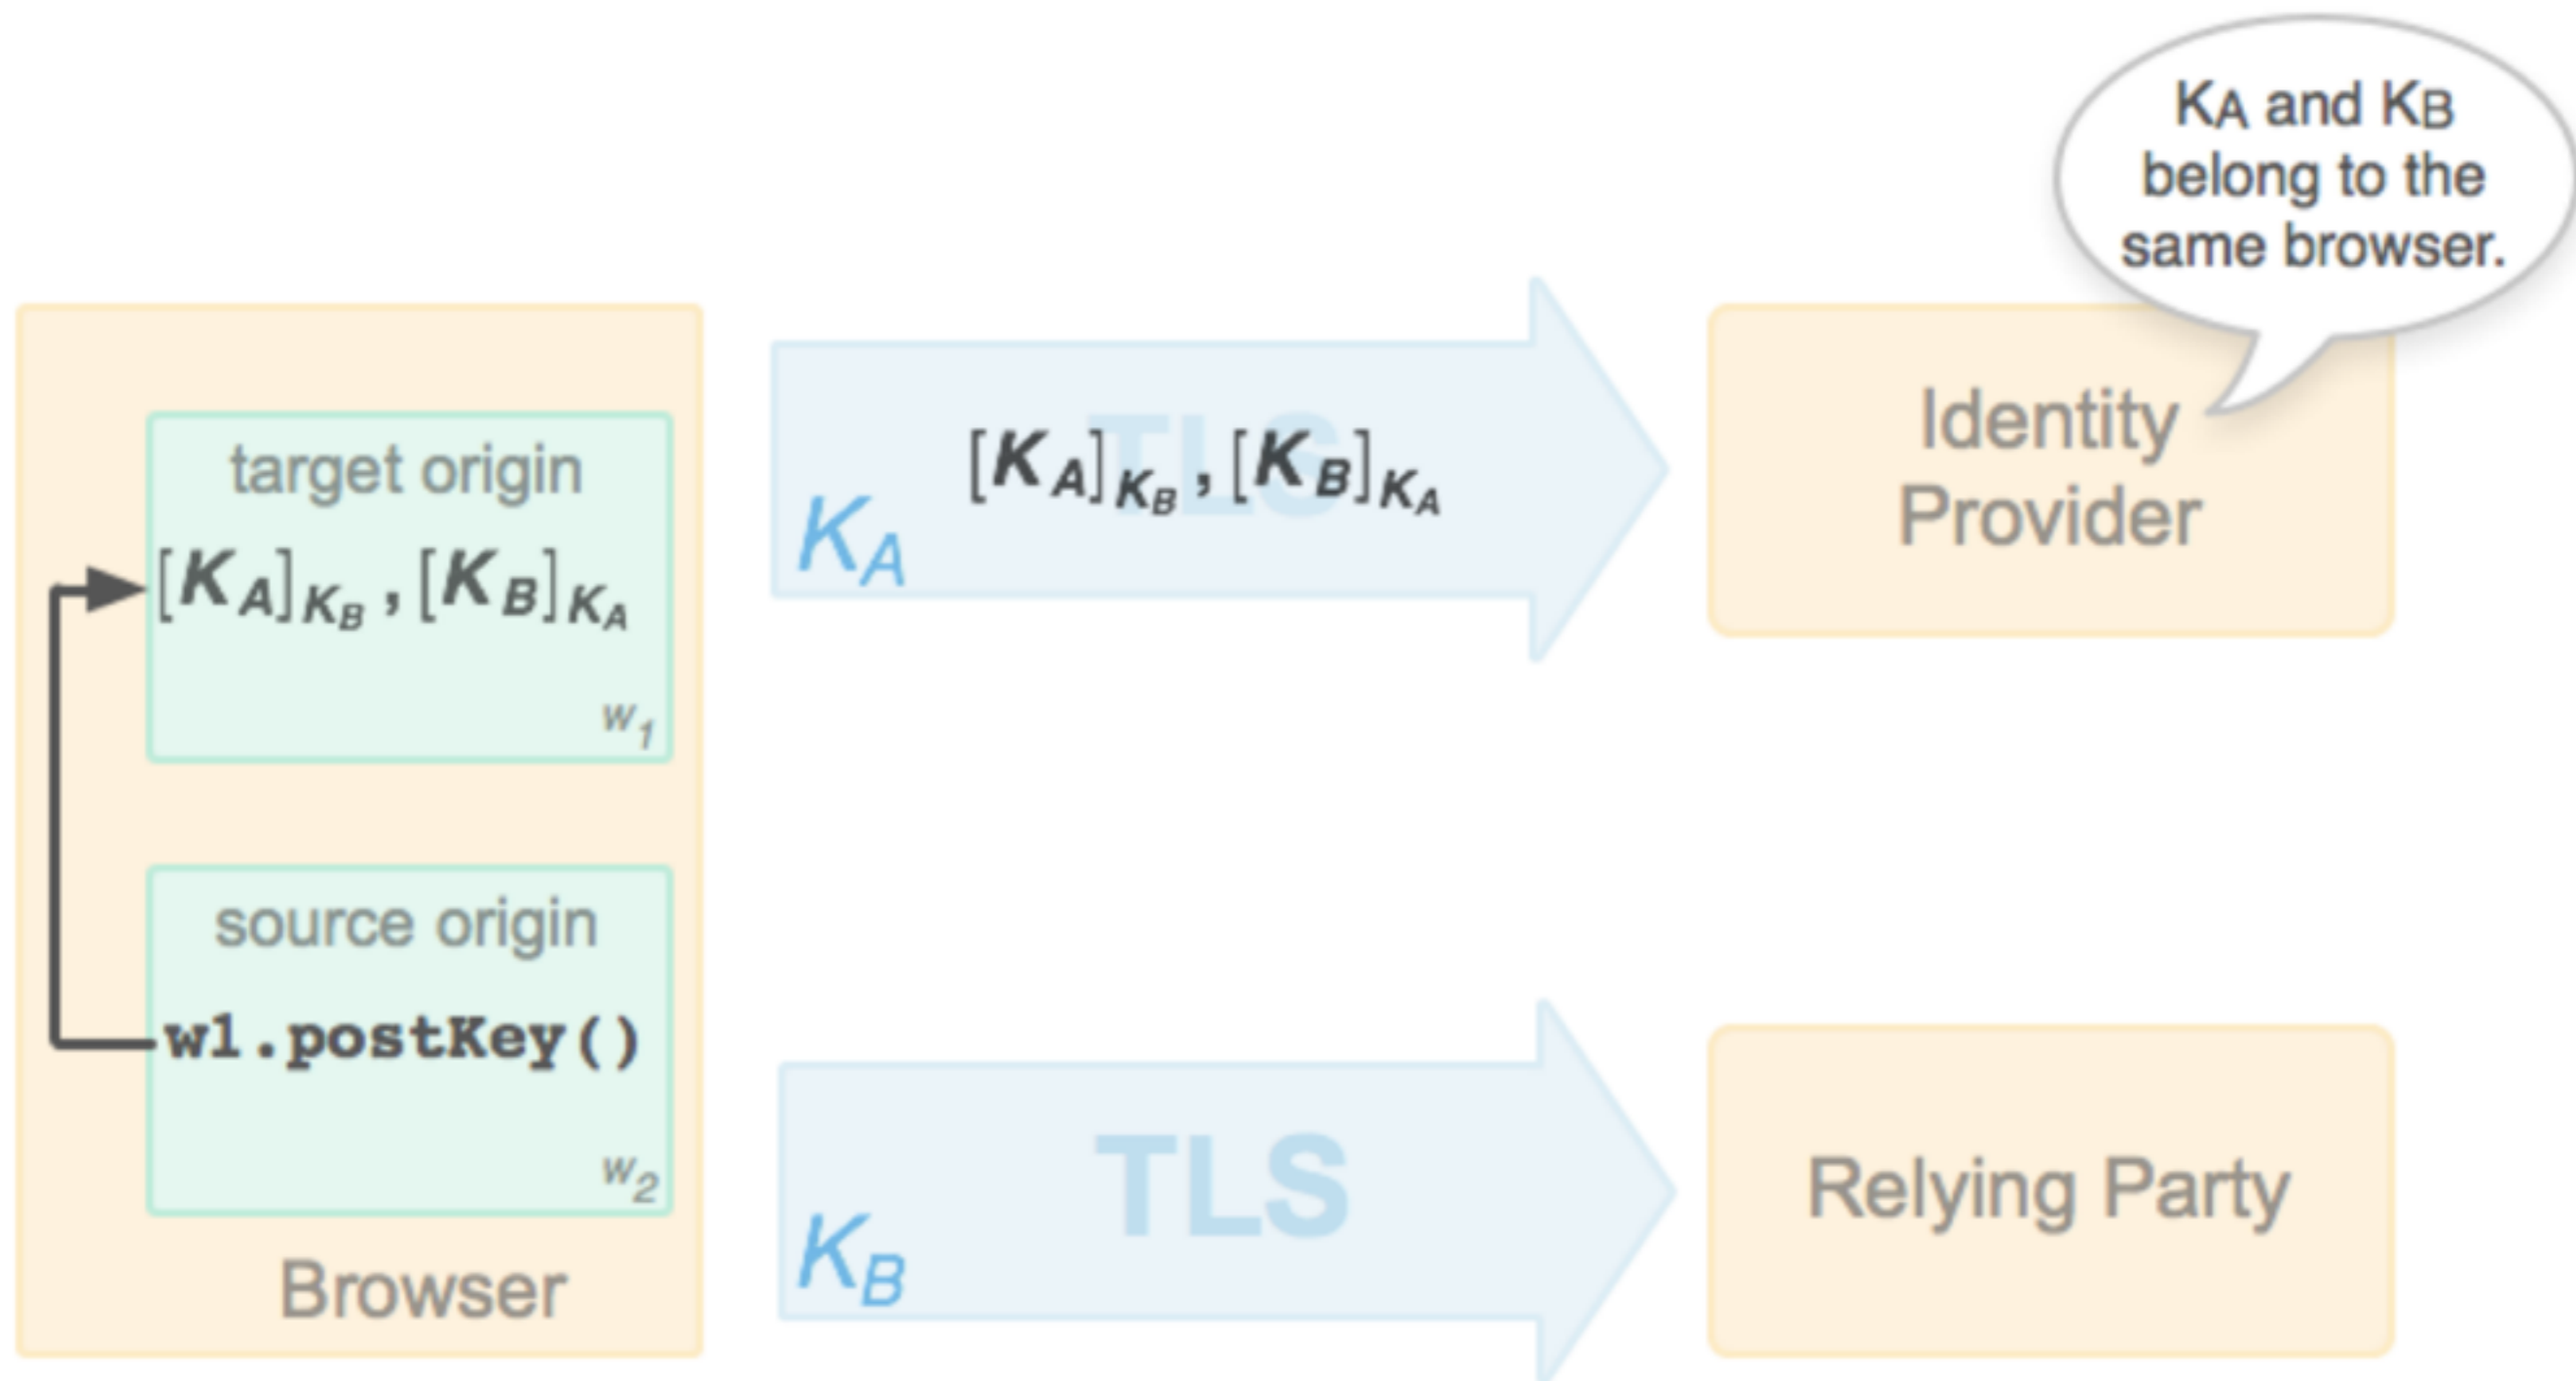 KA and KB
belong to the
same browser.
target origin
[KA]KB , [KB]KA
w1
source origin
w1.postKey()
w2
Browser
TLS
[KA]KB , [KB]KA
KA
Identity
Provider
TLS
KB
Relying Party